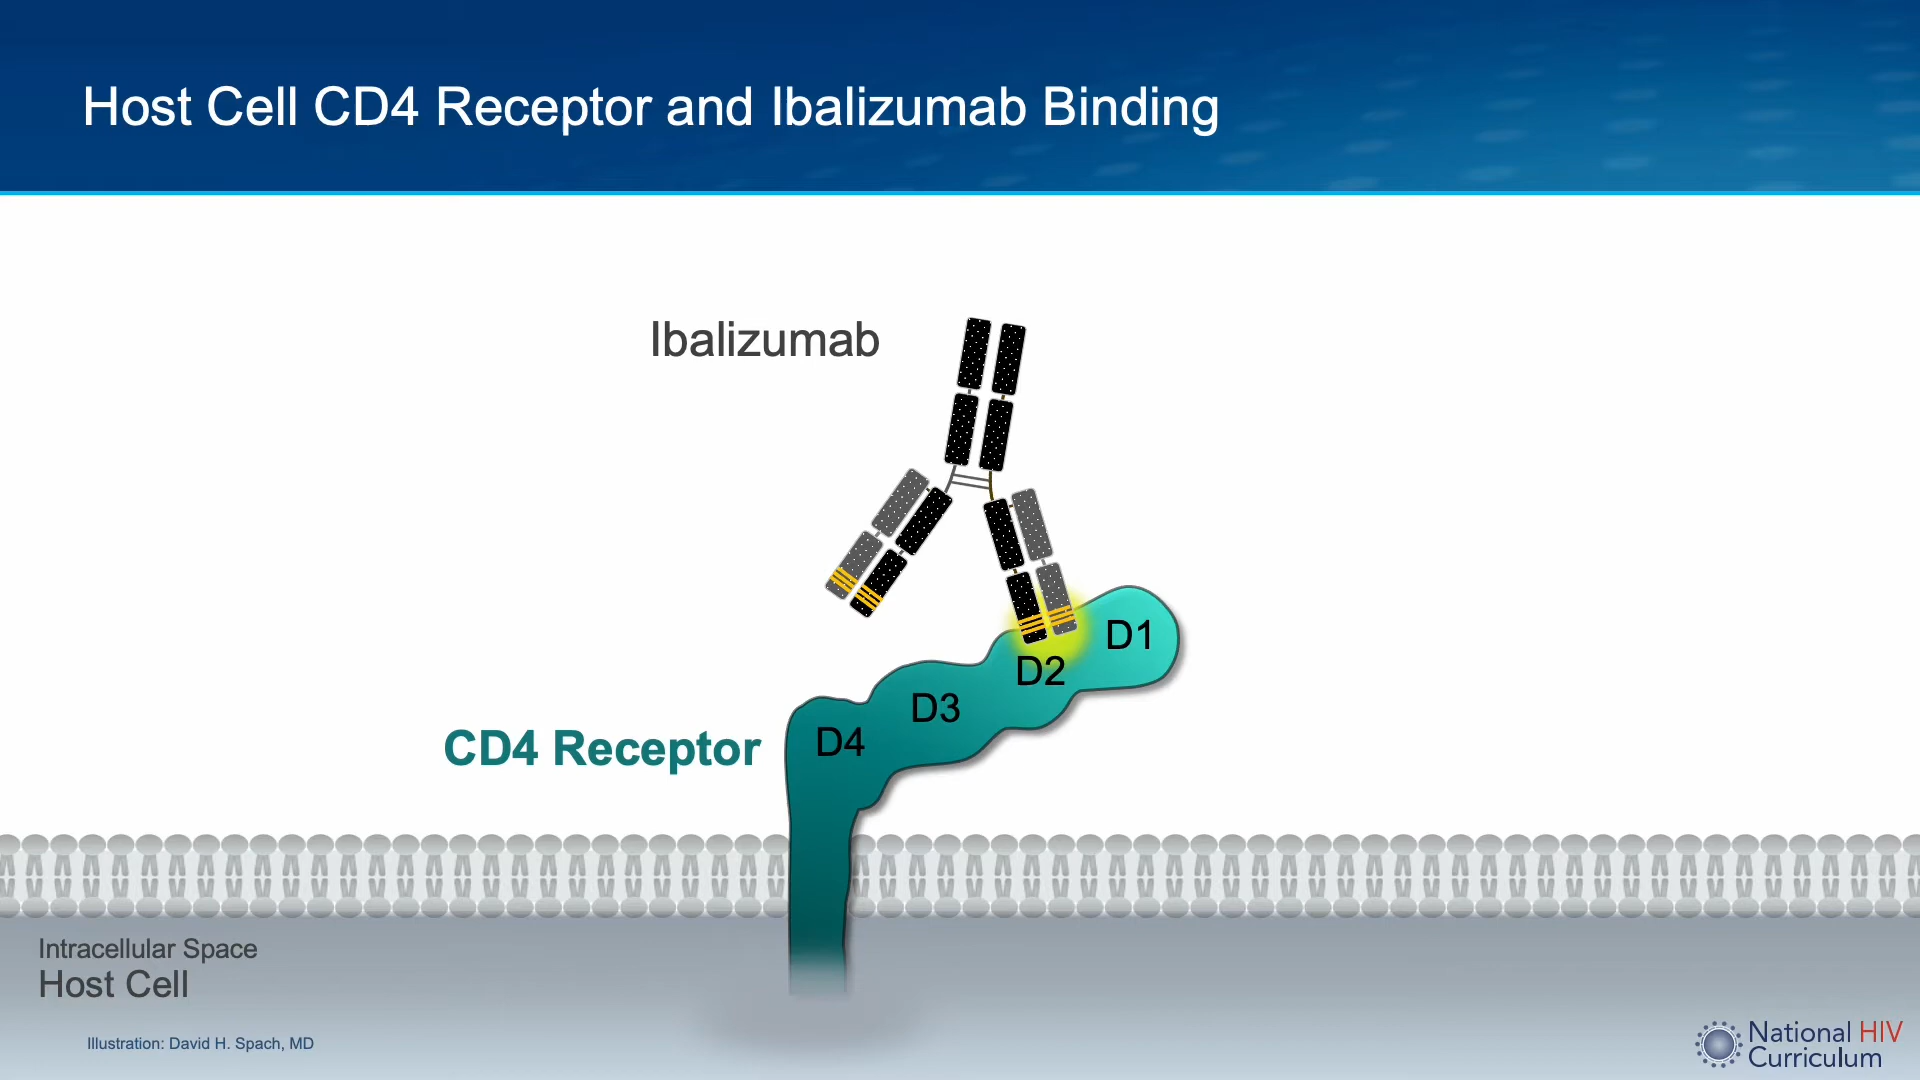 Host Cell CD4 Receptor and Ibalizumab Binding
Ibalizumab
D1
D2
D3
D4
CD4 Receptor
Intracellular Space
Host Cell
Illustration: David H. Spach, MD
National HIV
Curriculum